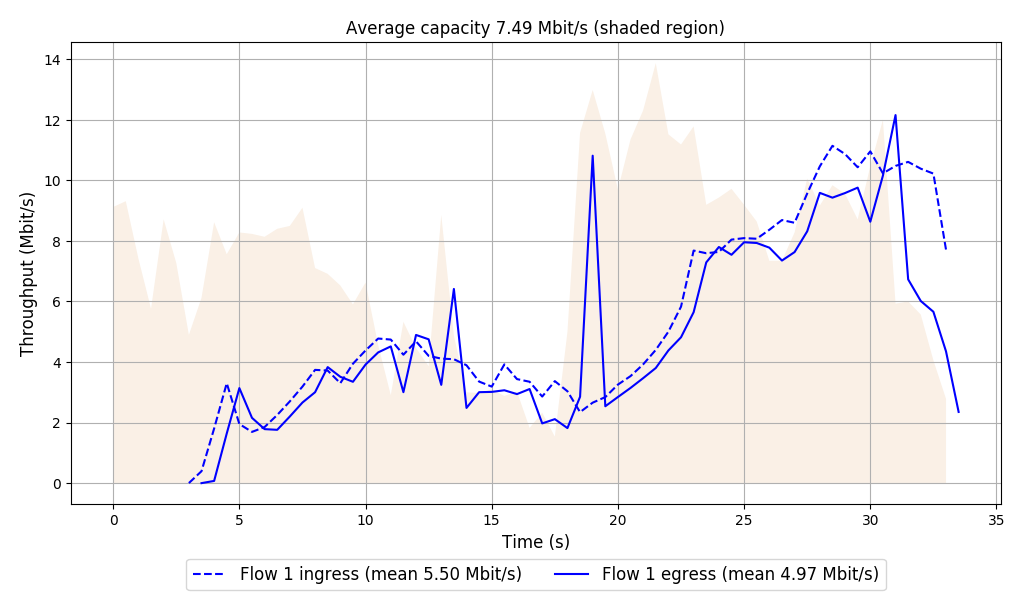 Average capacity 7.49 Mbit/s (shaded region)
14
12
10
8
6
4
2
0
Throughput (Mbit/s)
0 5 10 15 20 25 30 35
Time (s)
Flow 1 ingress (mean 5.50 Mbit/s) Flow 1 egress (mean 4.97 Mbit/s)